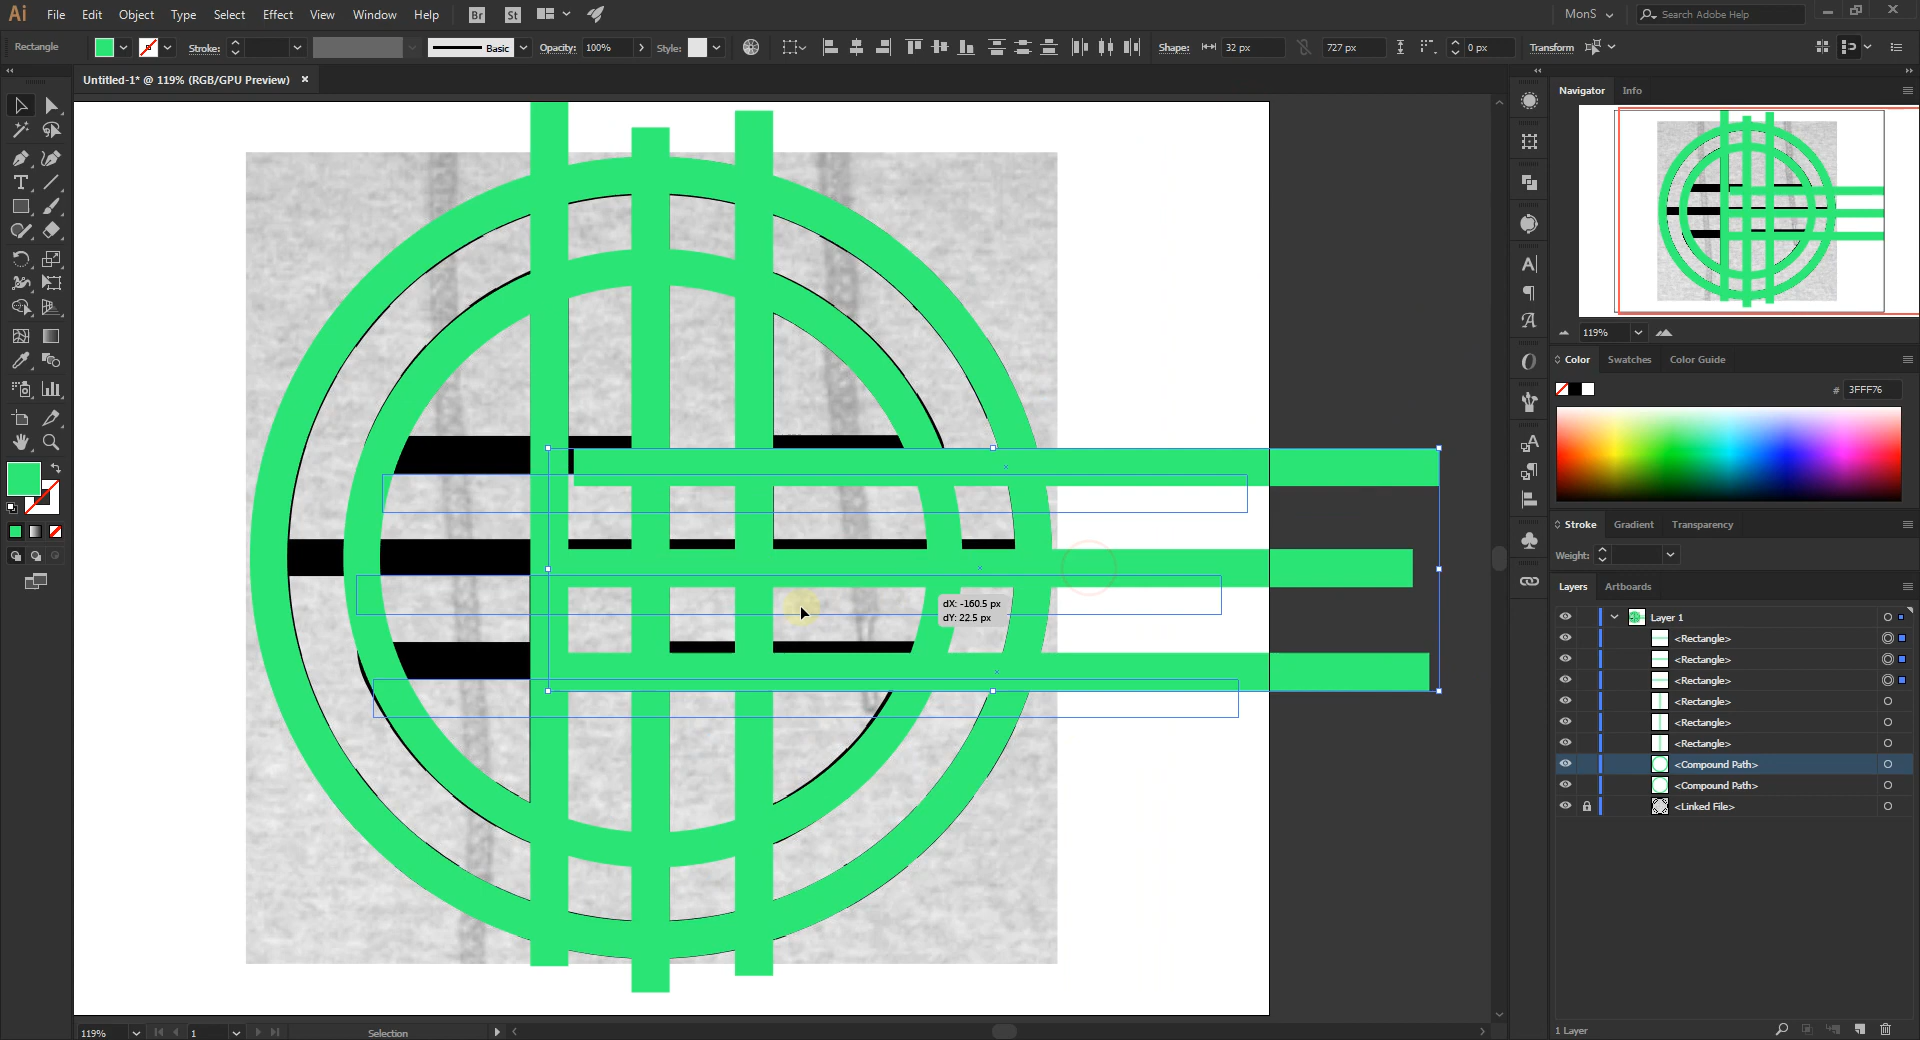 Ai File Edit Object Type Select Effect View Window Help Br St MonS Search Adobe Help
Rectangle Stroke: Basic Opacity: 100% Style: Shape: 32 px 727 px 0 px Transform
Untitled-1* @ 119% (RGB/GPU Preview) ×
Navigator Info
119%
Color Swatches Color Guide
# 3FFF76
Stroke Gradient Transparency
Weight:
Layers Artboards
Layer 1
<Rectangle>
<Rectangle>
<Rectangle>
<Rectangle>
<Rectangle>
<Rectangle>
<Compound Path>
<Compound Path>
<Linked File>
dX: -160.5 px
dY: 22.5 px
119% 1 Selection
1 Layer